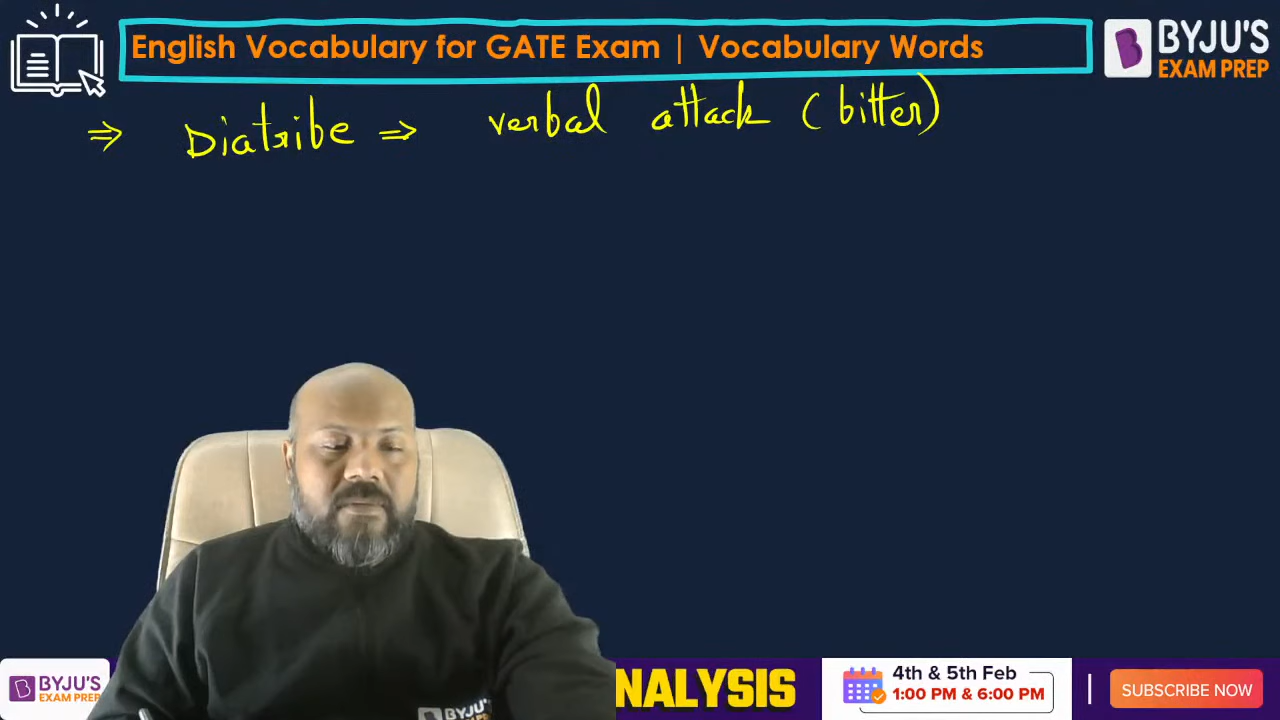 English Vocabulary for GATE Exam | Vocabulary Words
BYJU'S
EXAM PREP
⇒ Diatribe ⇒ verbal attack (bitter)
BYJU'S
EXAM PREP
BYJU'S
NALYSIS
4th & 5th Feb
1:00 PM & 6:00 PM
SUBSCRIBE NOW